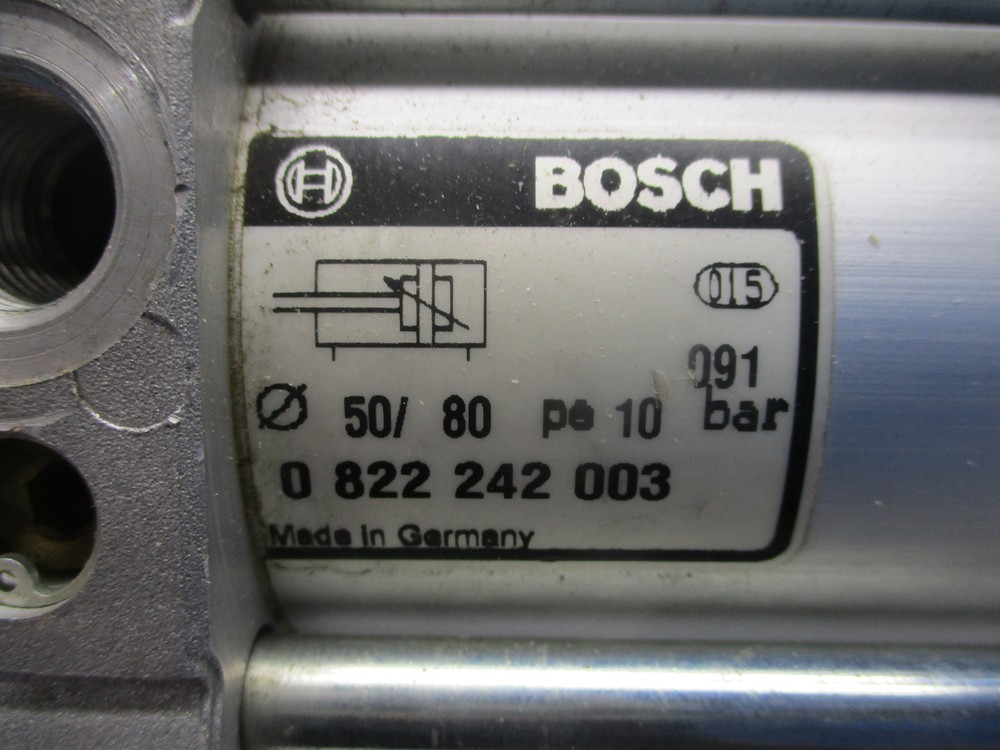 BOSCH
015
091
Ø 50/ 80 pe 10 bar
0 822 242 003
Made in Germany